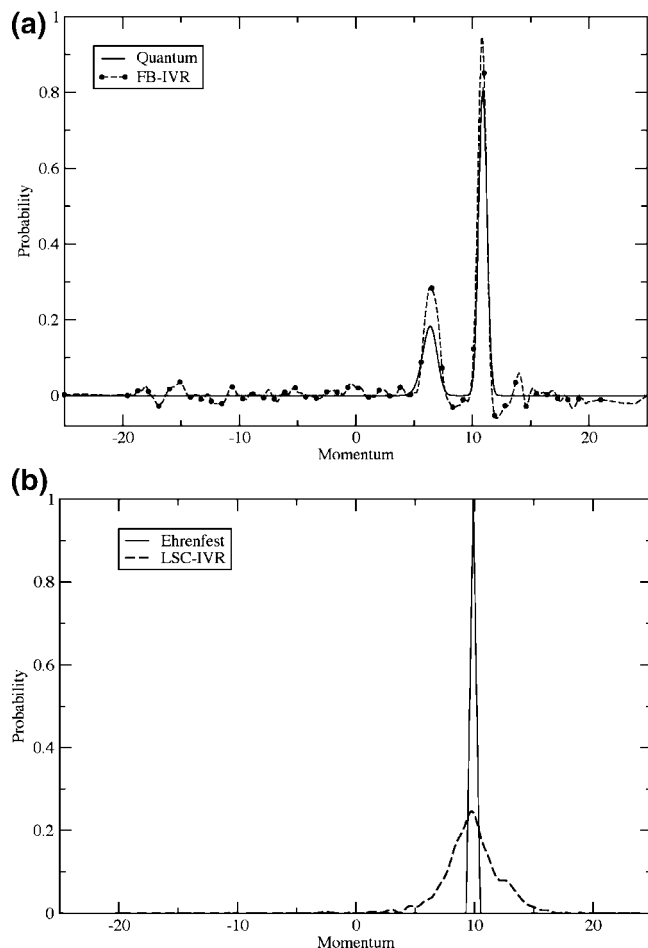 (a)
1
Quantum
FB-IVR
0.8
0.6
Probability
0.4
0.2
0
-20 -10 0 10 20
Momentum
(b)
1
Ehrenfest
LSC-IVR
0.8
0.6
Probability
0.4
0.2
0
-20 -10 0 10 20
Momentum